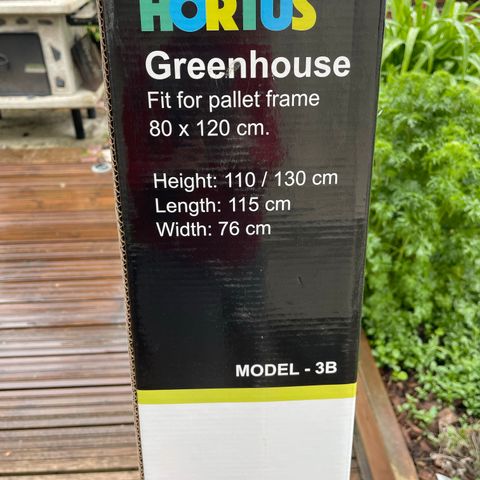 HORTUS
Greenhouse
Fit for pallet frame
80 x 120 cm.
Height: 110 / 130 cm
Length: 115 cm
Width: 76 cm
MODEL - 3B